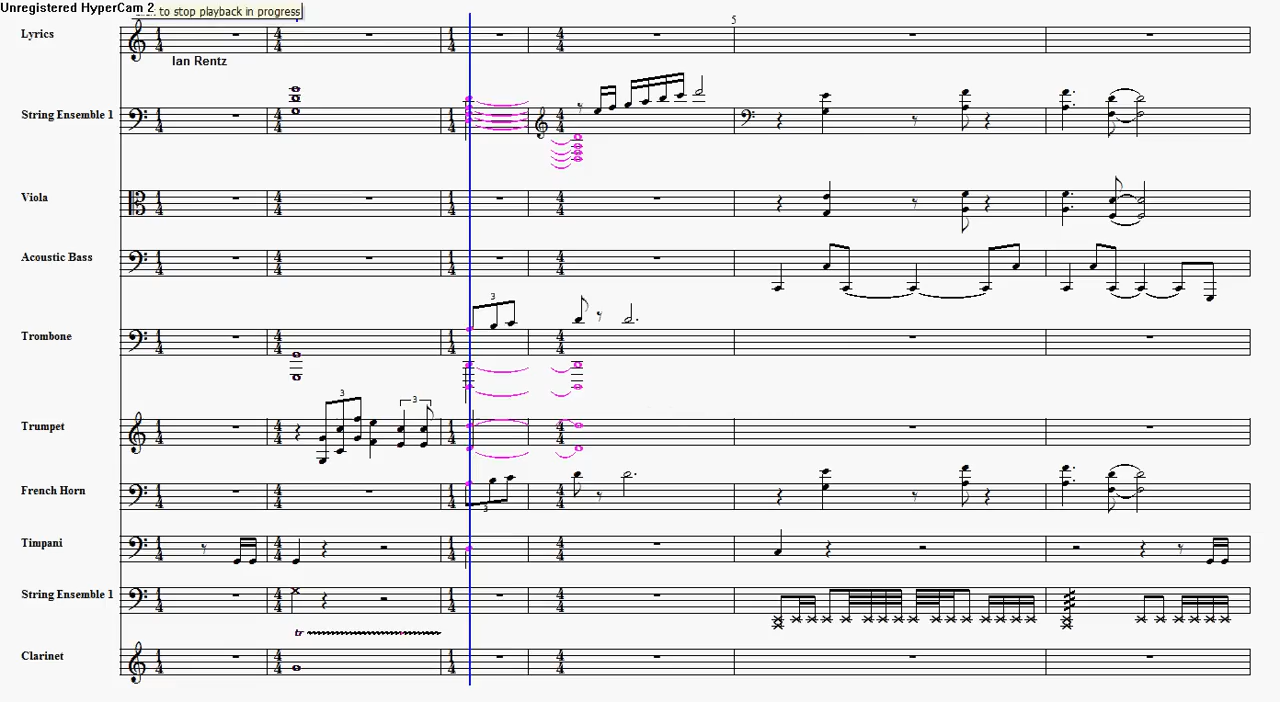 Unregistered HyperCam 2
to stop playback in progress
5
Lyrics
Ian Rentz
String Ensemble 1
Viola
Acoustic Bass
3
Trombone
3
3
Trumpet
French Horn
3
Timpani
String Ensemble 1
tr
Clarinet